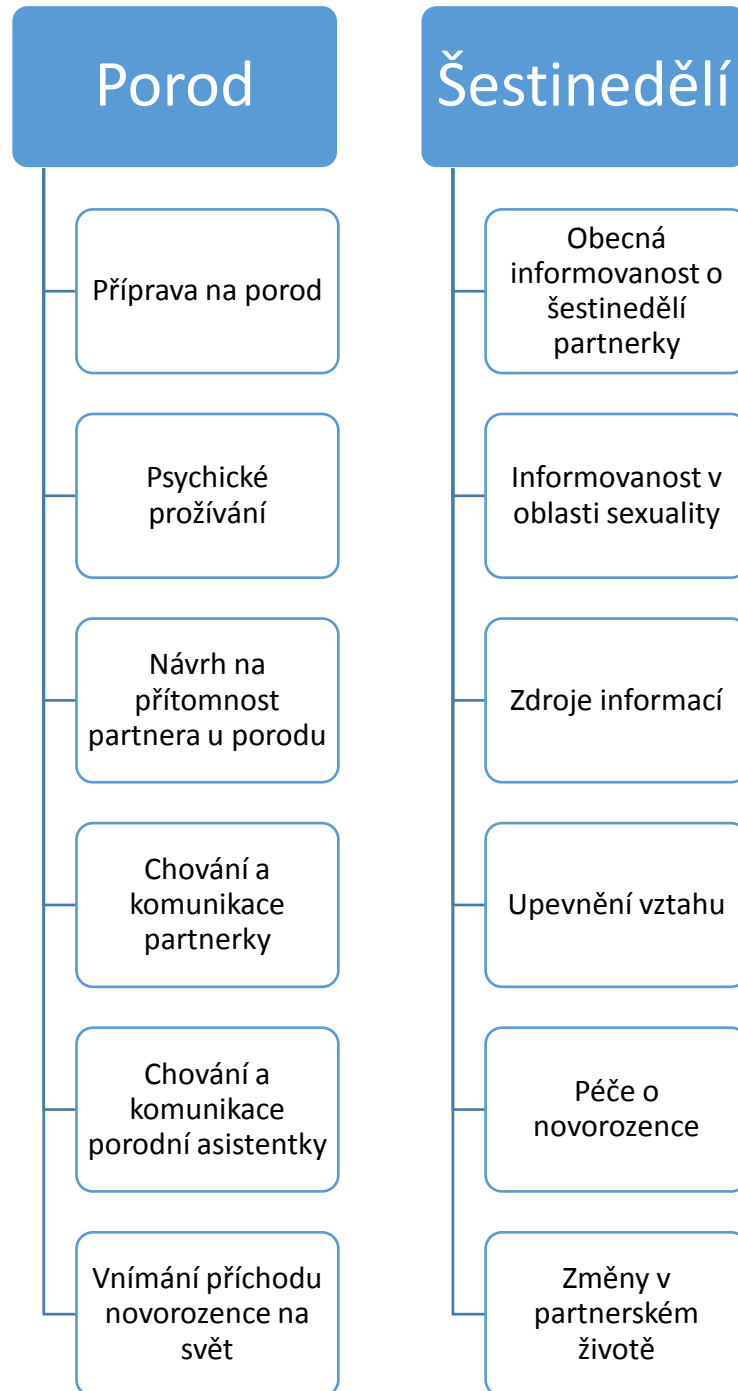 Porod
Příprava na porod
Psychické
prožívání
Návrh na
přítomnost
partnera u porodu
Chování a
komunikace
partnerky
Chování a
komunikace
porodní asistentky
Vnímání příchodu
novorozence na
svět
Šestinedělí
Obecná
informovanost o
šestinedělí
partnerky
Informovanost v
oblasti sexuality
Zdroje informací
Upevnění vztahu
Péče o
novorozence
Změny v
partnerském
životě